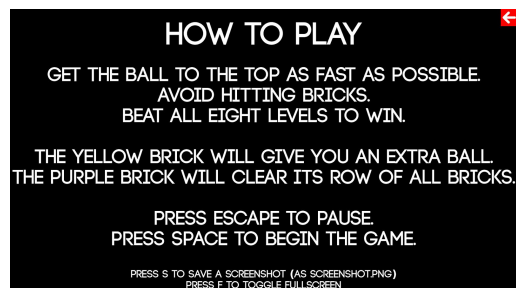 HOW TO PLAY
GET THE BALL TO THE TOP AS FAST AS POSSIBLE.
AVOID HITTING BRICKS.
BEAT ALL EIGHT LEVELS TO WIN.
THE YELLOW BRICK WILL GIVE YOU AN EXTRA BALL.
THE PURPLE BRICK WILL CLEAR ITS ROW OF ALL BRICKS.
PRESS ESCAPE TO PAUSE.
PRESS SPACE TO BEGIN THE GAME.
PRESS S TO SAVE A SCREENSHOT (AS SCREENSHOT.PNG)
PRESS F TO TOGGLE FULLSCREEN